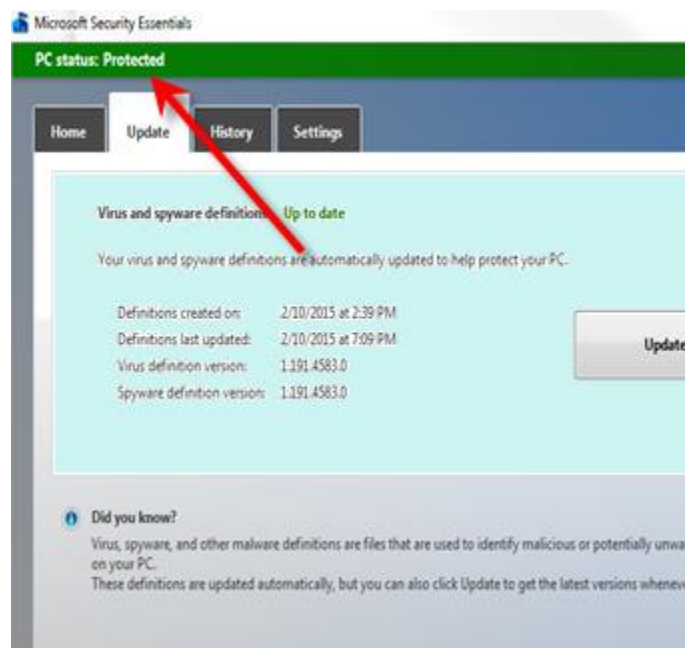 Microsoft Security Essentials
PC status: Protected
Home Update History Settings
Virus and spyware definitions: Up to date
Your virus and spyware definitions are automatically updated to help protect your PC.
Definitions created on: 2/10/2015 at 2:39 PM
Definitions last updated: 2/10/2015 at 7:09 PM
Virus definition version: 1.191.4583.0
Spyware definition version: 1.191.4583.0
Update
Did you know?
Virus, spyware, and other malware definitions are files that are used to identify malicious or potentially unwa
on your PC.
These definitions are updated automatically, but you can also click Update to get the latest versions wheneve